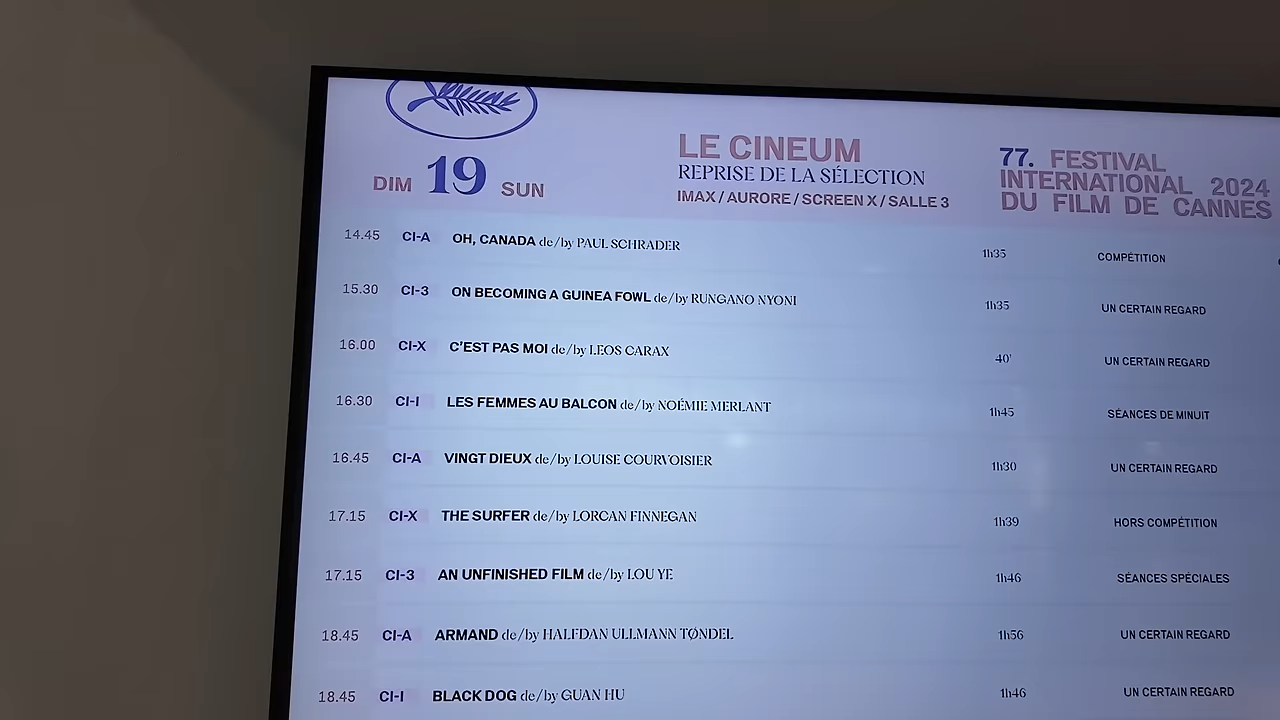 DIM 19 SUN
LE CINEUM
REPRISE DE LA SÉLECTION
IMAX / AURORE / SCREEN X / SALLE 3
77. FESTIVAL
INTERNATIONAL 2024
DU FILM DE CANNES
14.45 CI-A OH, CANADA de/by PAUL SCHRADER 1h35 COMPÉTITION
15.30 CI-3 ON BECOMING A GUINEA FOWL de/by RUNGANO NYONI 1h35 UN CERTAIN REGARD
16.00 CI-X C'EST PAS MOI de/by LEOS CARAX 40' UN CERTAIN REGARD
16.30 CI-I LES FEMMES AU BALCON de/by NOÉMIE MERLANT 1h45 SÉANCES DE MINUIT
16.45 CI-A VINGT DIEUX de/by LOUISE COURVOISIER 1h30 UN CERTAIN REGARD
17.15 CI-X THE SURFER de/by LORCAN FINNEGAN 1h39 HORS COMPÉTITION
17.15 CI-3 AN UNFINISHED FILM de/by LOU YE 1h46 SÉANCES SPÉCIALES
18.45 CI-A ARMAND de/by HALFDAN ULLMANN TØNDEL 1h56 UN CERTAIN REGARD
18.45 CI-I BLACK DOG de/by GUAN HU 1h46 UN CERTAIN REGARD